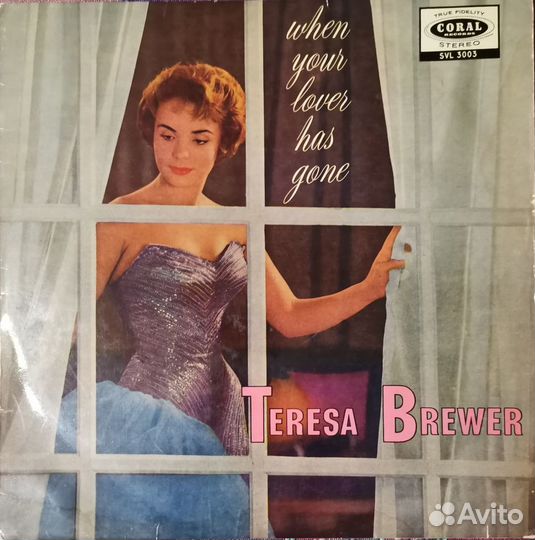 when
your
lover
has
gone
TRUE FIDELITY
CORAL
RECORDS
STEREO
SVL 3003
TERESA BREWER
Avito